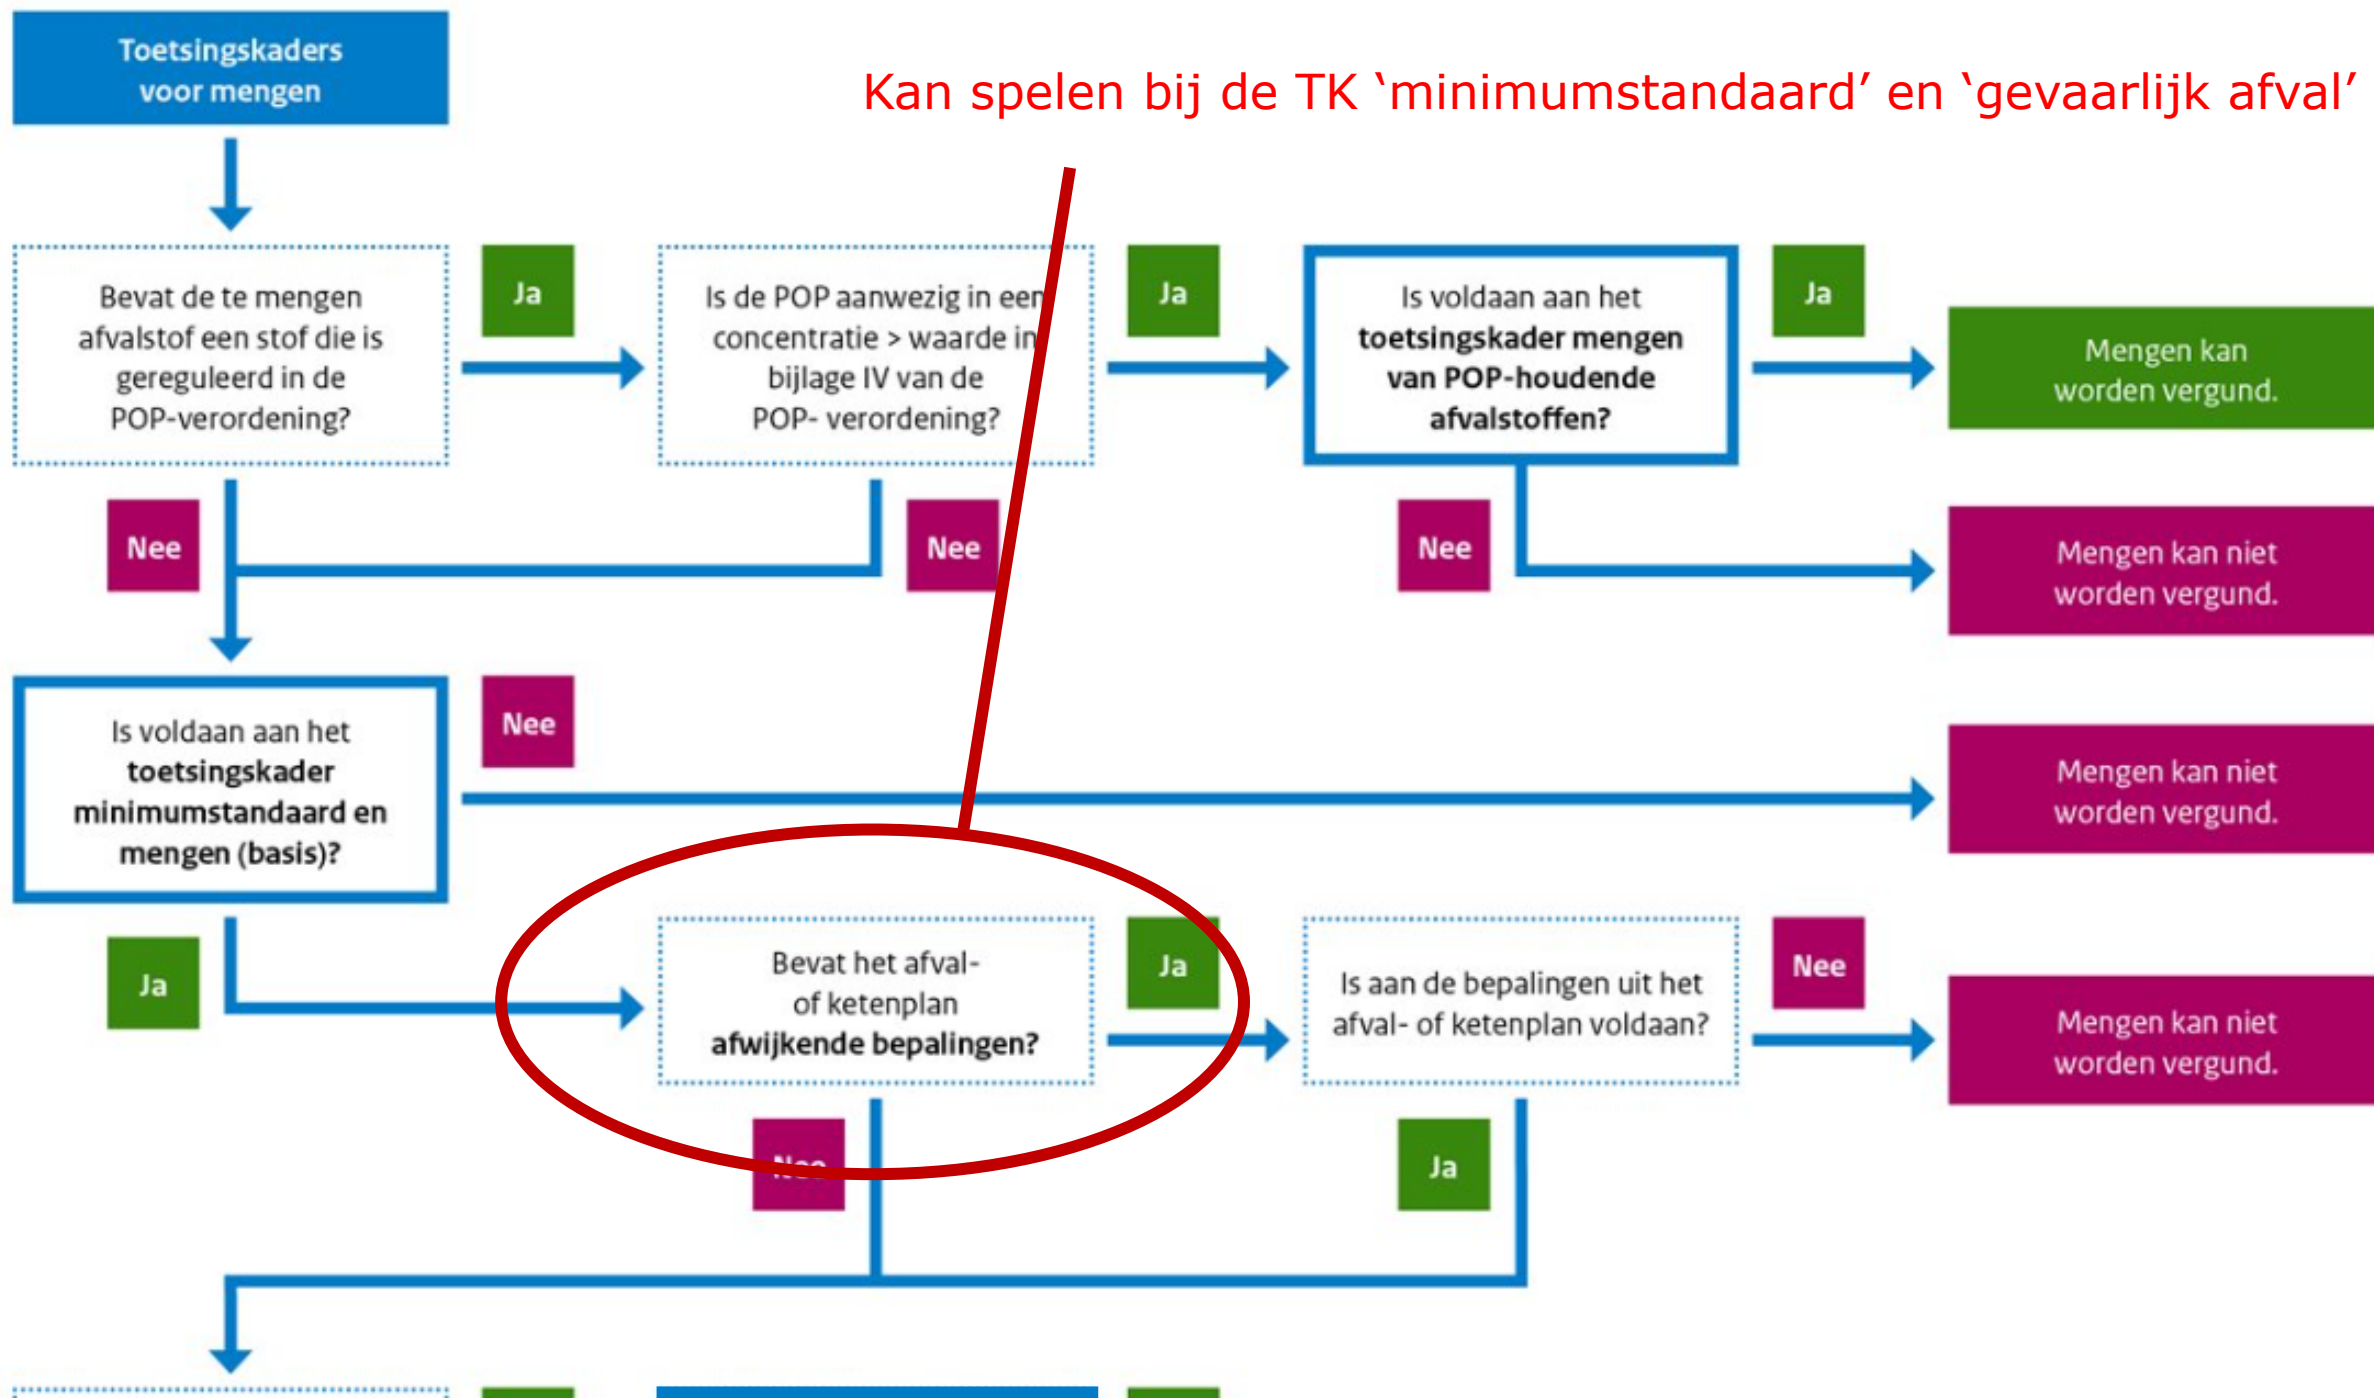 Toetsingskaders
voor mengen
Kan spelen bij de TK ‘minimumstandaard’ en ‘gevaarlijk afval’
Bevat de te mengen
afvalstof een stof die is
gereguleerd in de
POP-verordening?
Ja
Is de POP aanwezig in een
concentratie > waarde in
bijlage IV van de
POP- verordening?
Ja
Is voldaan aan het
toetsingskader mengen
van POP-houdende
afvalstoffen?
Ja
Mengen kan
worden vergund.
Nee
Nee
Nee
Mengen kan niet
worden vergund.
Is voldaan aan het
toetsingskader
minimumstandaard en
mengen (basis)?
Nee
Mengen kan niet
worden vergund.
Ja
Bevat het afval-
of ketenplan
afwijkende bepalingen?
Ja
Is aan de bepalingen uit het
afval- of ketenplan voldaan?
Nee
Mengen kan niet
worden vergund.
Nee
Ja